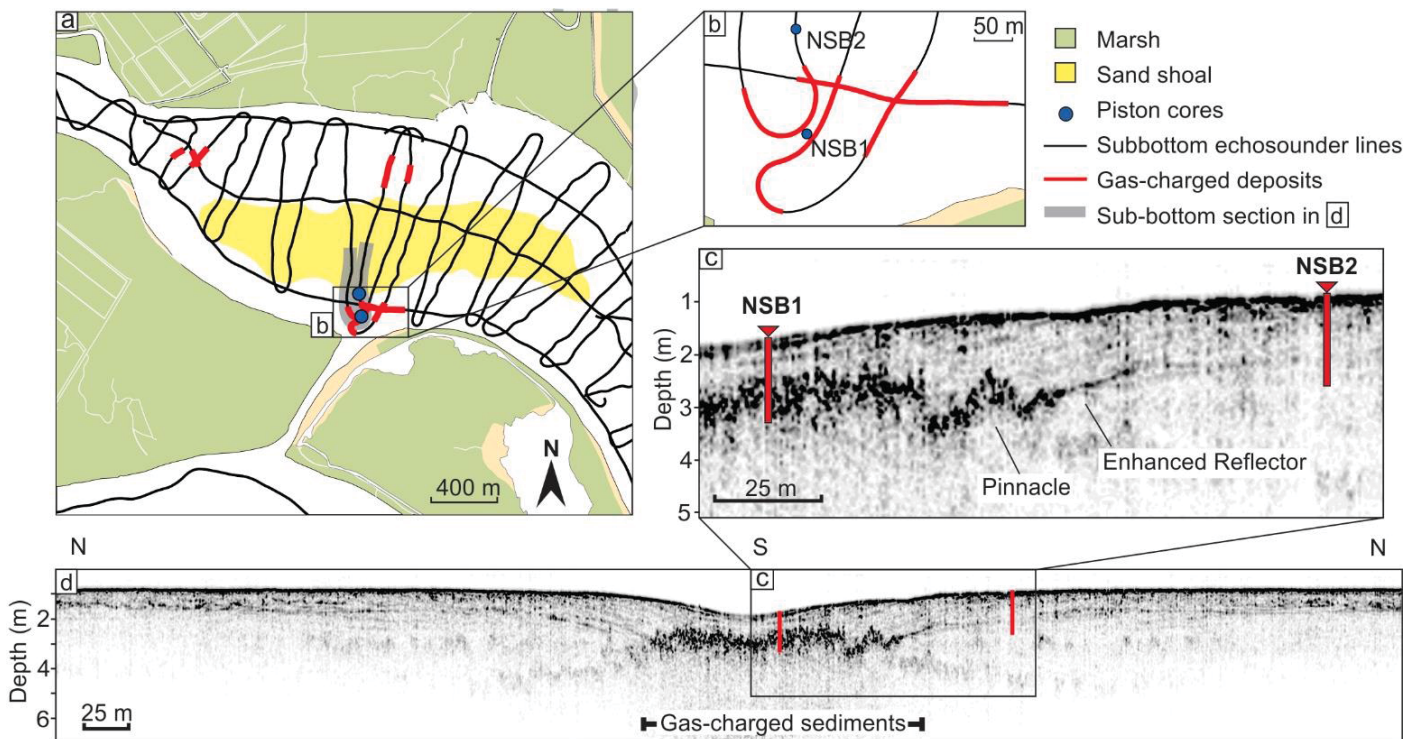 a
b
N
400 m
b
NSB2
50 m
NSB1
Marsh
Sand shoal
Piston cores
Subbottom echosounder lines
Gas-charged deposits
Sub-bottom section in d
c
NSB1
NSB2
Depth (m)
1
2
3
4
5
Enhanced Reflector
Pinnacle
25 m
N
S
N
d
c
Depth (m)
2
4
6
25 m
Gas-charged sediments